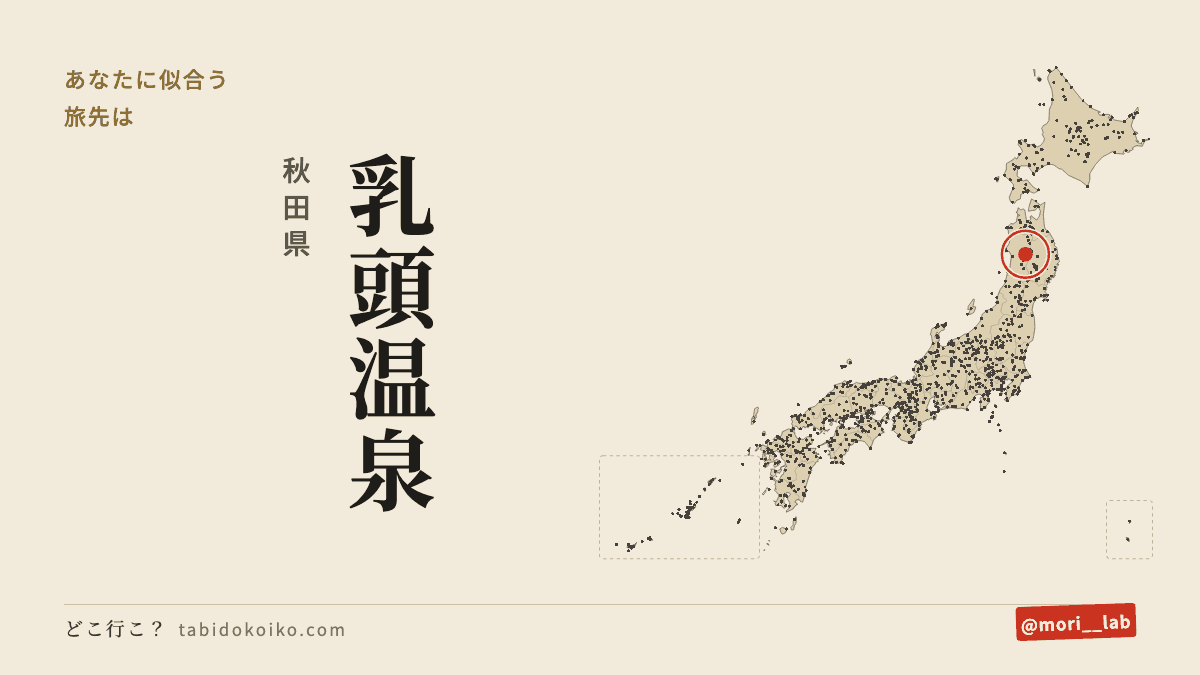 あなたに似合う
旅先は
乳頭温泉
秋田県
どこ行こ？ tabidokoiko.com
@mori__lab